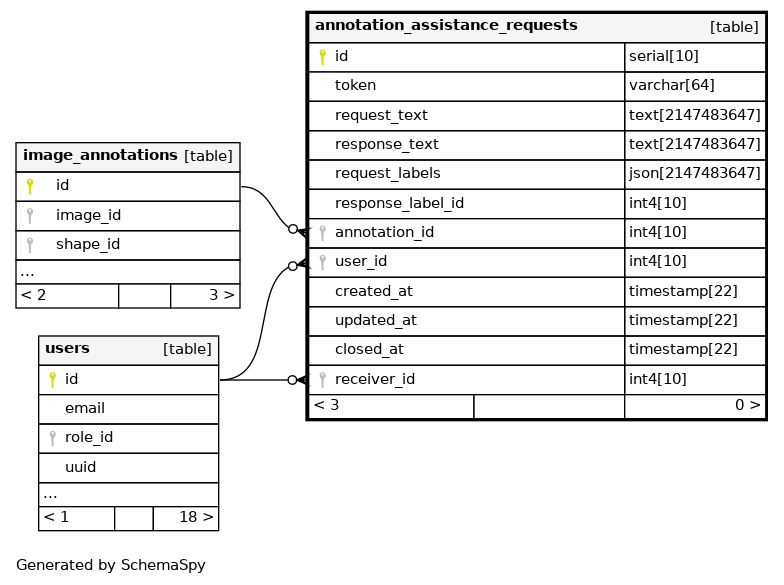 annotation_assistance_requests [table]
id serial[10]
token varchar[64]
request_text text[2147483647]
response_text text[2147483647]
request_labels json[2147483647]
response_label_id int4[10]
annotation_id int4[10]
user_id int4[10]
created_at timestamp[22]
updated_at timestamp[22]
closed_at timestamp[22]
receiver_id int4[10]
< 3 0 >
image_annotations [table]
id
image_id
shape_id
...
< 2 3 >
users [table]
id
email
role_id
uuid
...
< 1 18 >
Generated by SchemaSpy